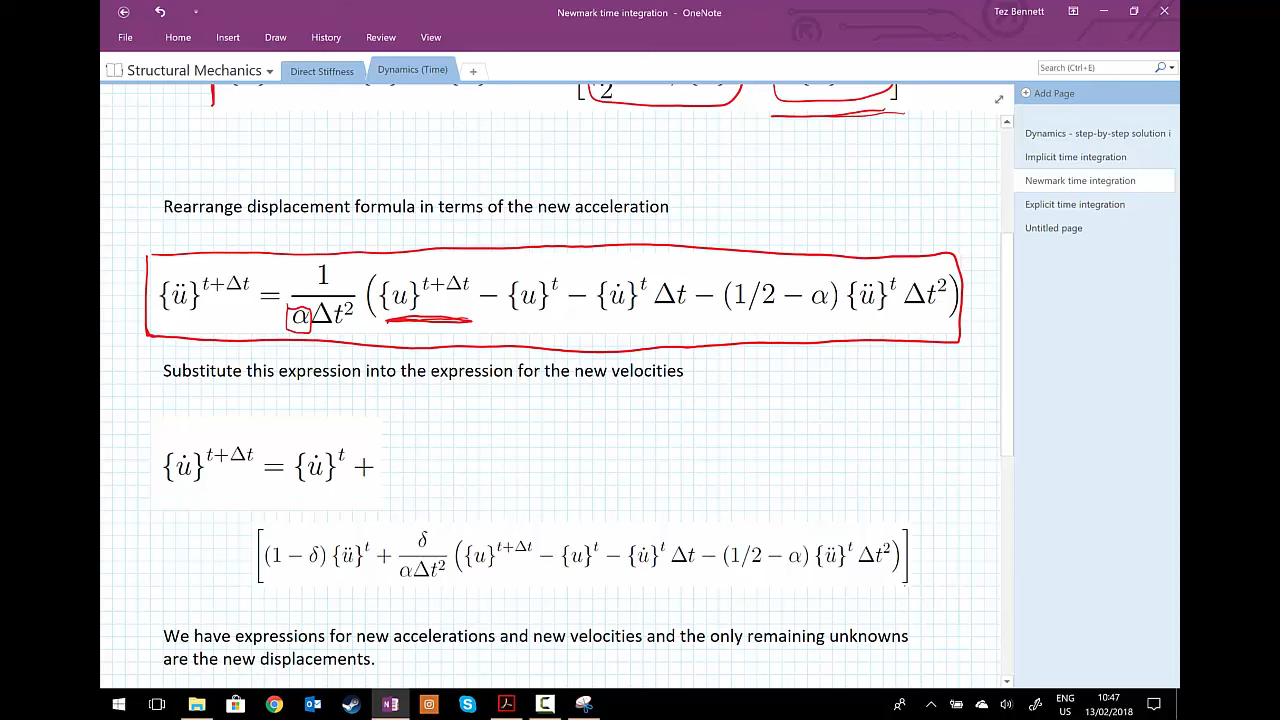 Newmark time integration - OneNote
Tez Bennett
File Home Insert Draw History Review View
Structural Mechanics
Direct Stiffness
Dynamics (Time)
Search (Ctrl+E)
Add Page
Dynamics - step-by-step solution i
Implicit time integration
Newmark time integration
Explicit time integration
Untitled page
2
Rearrange displacement formula in terms of the new acceleration
{ü}^{t+Δt} = 1/(αΔt²) ({u}^{t+Δt} − {u}^t − {u̇}^t Δt − (1/2 − α) {ü}^t Δt²)
Substitute this expression into the expression for the new velocities
{u̇}^{t+Δt} = {u̇}^t +
[(1 − δ) {ü}^t + δ/(αΔt²) ({u}^{t+Δt} − {u}^t − {u̇}^t Δt − (1/2 − α) {ü}^t Δt²)]
We have expressions for new accelerations and new velocities and the only remaining unknowns
are the new displacements.
ENG
US
10:47
13/02/2018